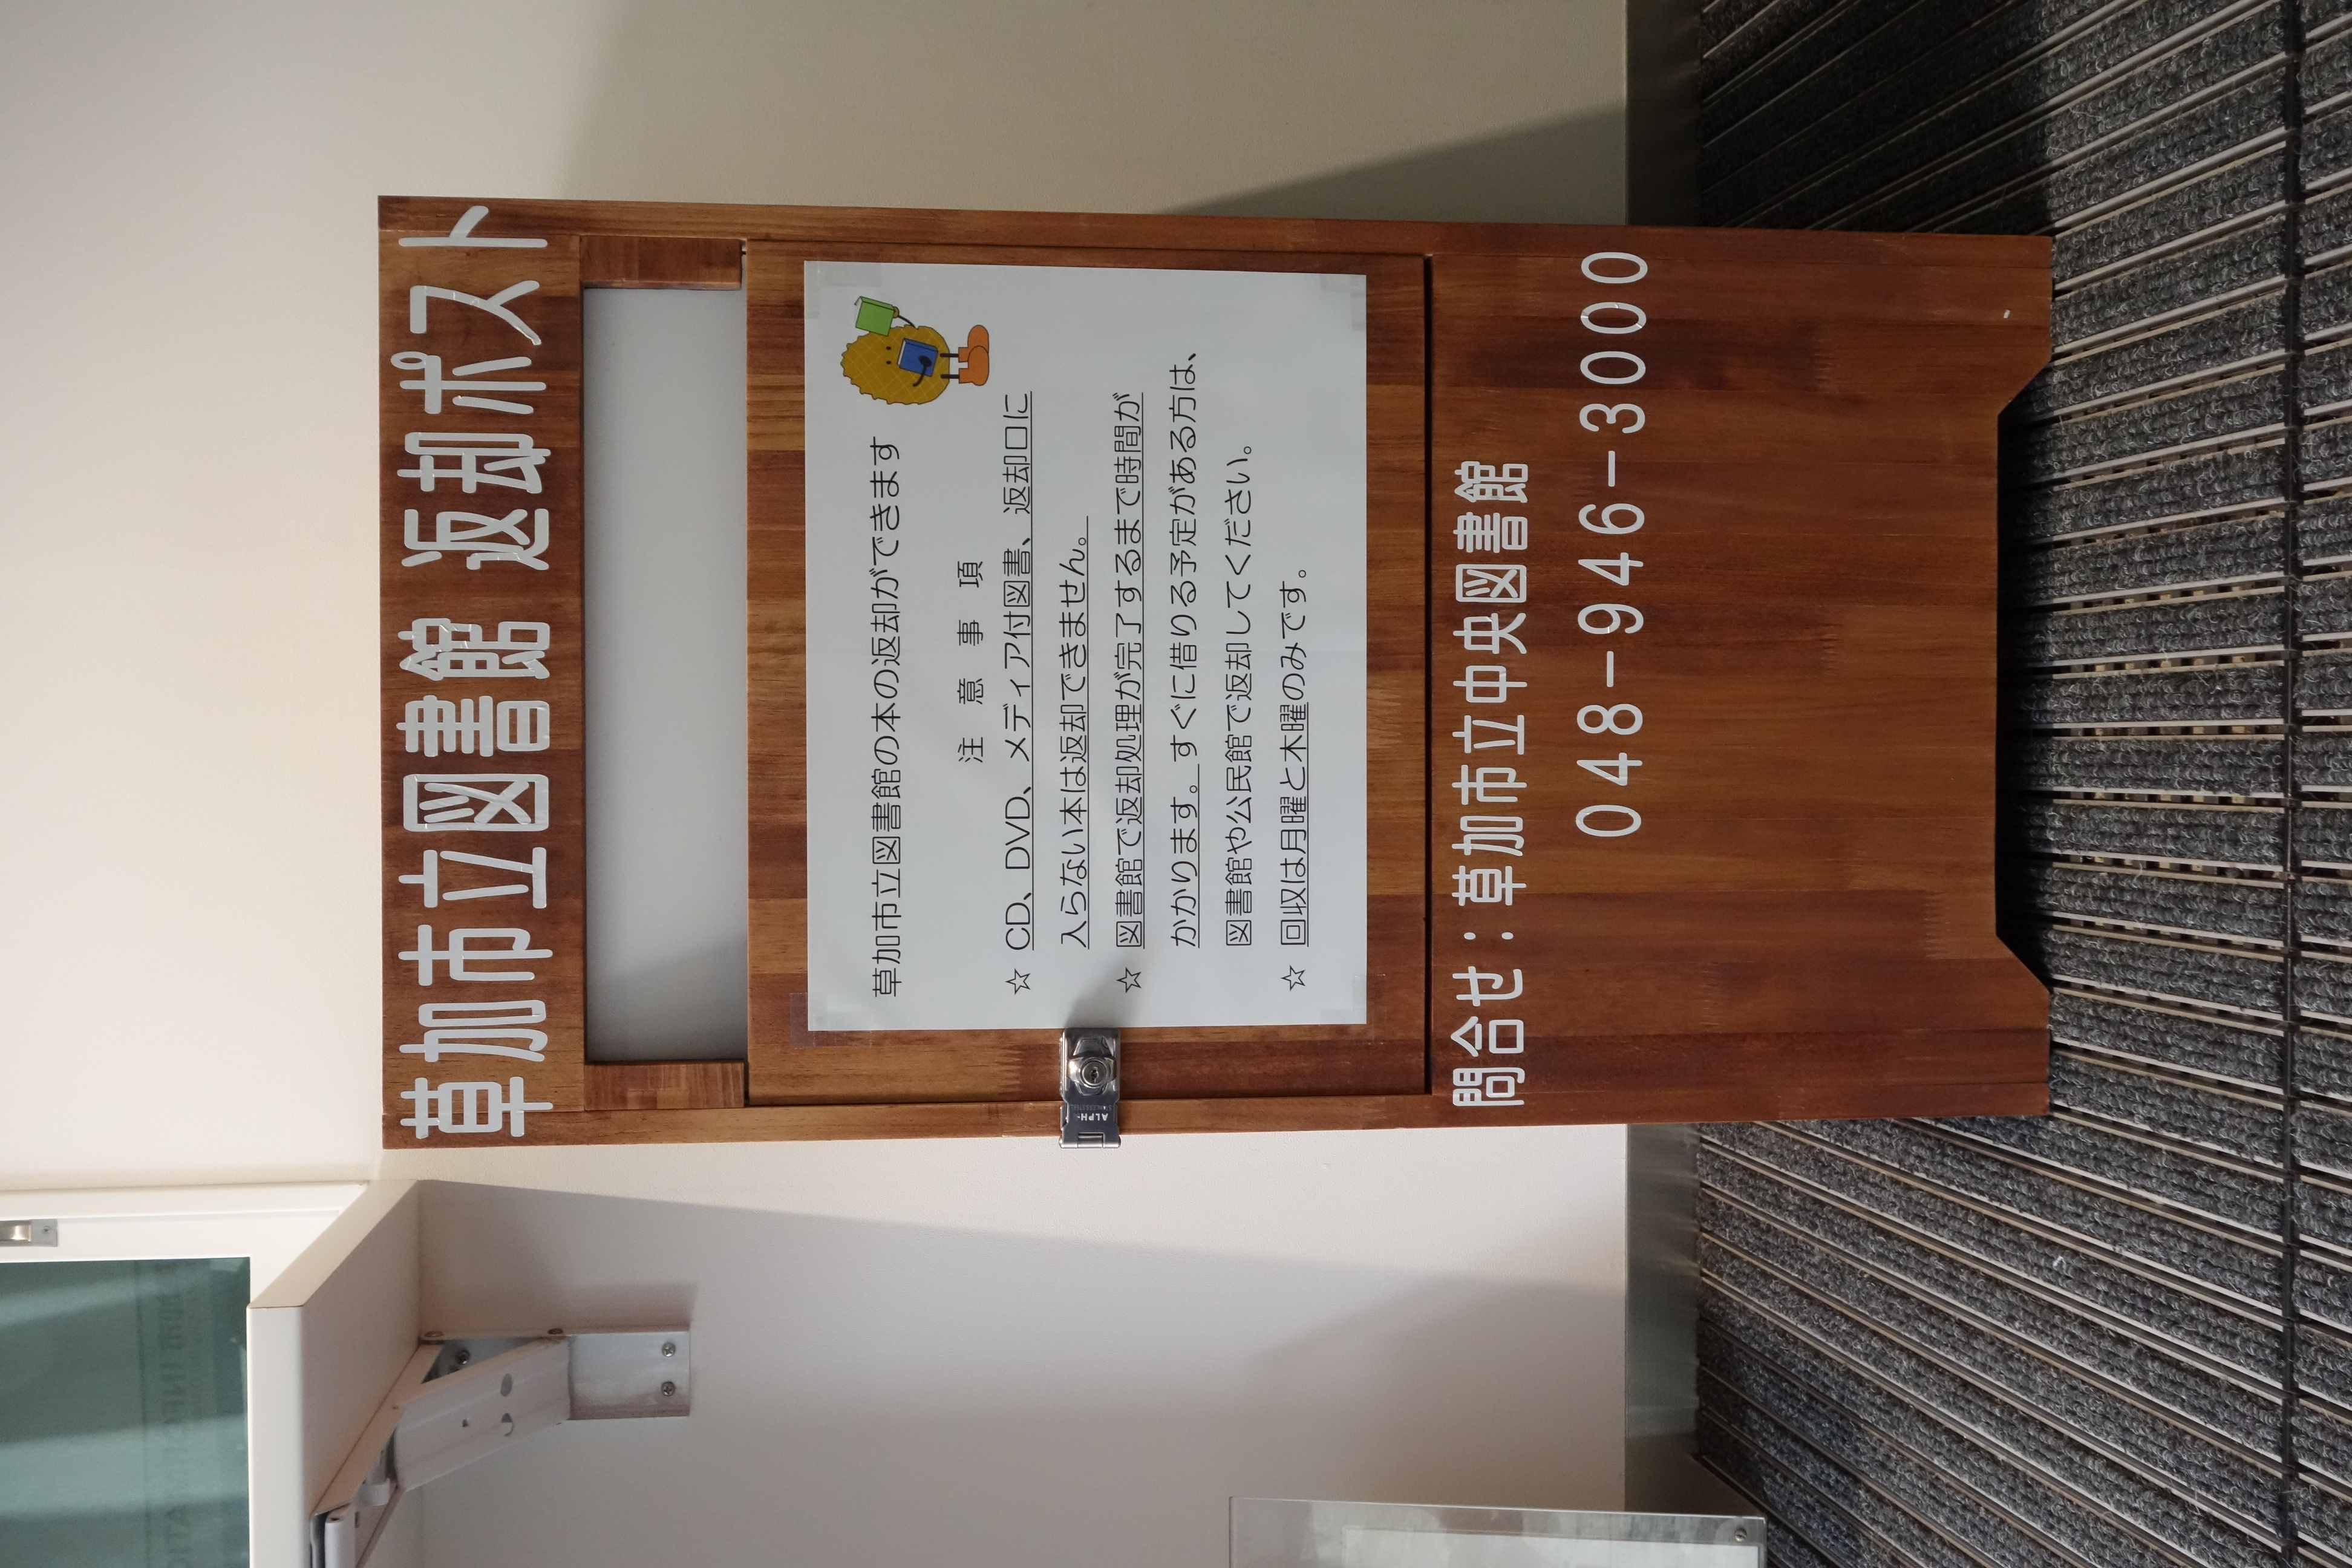 草加市立図書館 返却ポスト
草加市立図書館の本の返却ができます
注 意 事 項
☆ CD、DVD、メディア付図書、返却口に
入らない本は返却できません。
☆ 図書館で返却処理が完了するまで時間が
かかります。すぐに借りる予定がある方は、
図書館や公民館で返却してください。
☆ 回収は月曜と木曜のみです。
ALPH
問合せ：草加市立中央図書館
048-946-3000